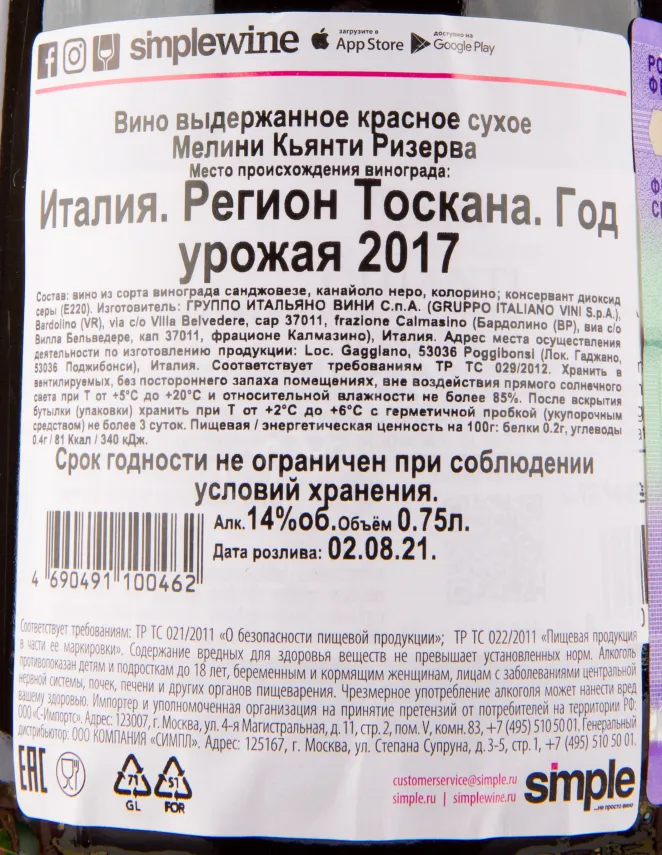 simplewine загрузите в App Store доступно на Google Play
Вино выдержанное красное сухое
Мелини Кьянти Ризерва
Место происхождения винограда:
Италия. Регион Тоскана. Год
урожая 2017
Состав: вино из сорта винограда санджовезе, канайоло неро, колорино; консервант диоксид
серы (Е220). Изготовитель: ГРУППО ИТАЛЬЯНО ВИНИ С.п.А. (GRUPPO ITALIANO VINI S.p.A.),
Bardolino (VR), via c/o Villa Belvedere, cap 37011, frazione Calmasino (Бардолино (ВР), виа с/о
Вилла Бельведере, кап 37011, фрационе Калмазино), Италия. Адрес места осуществления
деятельности по изготовлению продукции: Loc. Gaggiano, 53036 Poggibonsi (Лок. Гаджано,
53036 Поджибонси), Италия. Соответствует требованиям ТР ТС 029/2012. Хранить в
вентилируемых, без постороннего запаха помещениях, вне воздействия прямого солнечного
света при Т от +5°С до +20°С и относительной влажности не более 85%. После вскрытия
бутылки (упаковки) хранить при Т от +2°С до +6°С с герметичной пробкой (укупорочным
средством) не более 3 суток. Пищевая / энергетическая ценность на 100г: белки 0.2г, углеводы
0.4г / 81 Ккал / 340 кДж.
Срок годности не ограничен при соблюдении
условий хранения.
Алк.14%об.Объём 0.75л.
Дата розлива: 02.08.21.
4 690491 100462
Соответствует требованиям: ТР ТС 021/2011 «О безопасности пищевой продукции»; ТР ТС 022/2011 «Пищевая продукция
в части ее маркировки». Содержание вредных для здоровья веществ не превышает установленных норм. Алкоголь
противопоказан детям и подросткам до 18 лет, беременным и кормящим женщинам, лицам с заболеваниями центральной
нервной системы, почек, печени и других органов пищеварения. Чрезмерное употребление алкоголя может нанести вред
вашему здоровью. Импортер и уполномоченная организация на принятие претензий от потребителей на территории РФ:
ООО «С-Импортс». Адрес: 123007, г. Москва, ул. 4-я Магистральная, д. 11, стр. 2, пом. V, комн. 83, +7 (495) 510 50 01. Генеральный
дистрибьютор: ООО КОМПАНИЯ «СИМПЛ». Адрес: 125167, г. Москва, ул. Степана Супруна, д. 3-5, стр. 1, +7 (495) 510 50 01.
EAC
71
GL
51
FOR
customerservice@simple.ru
simple.ru | simplewine.ru
simple
...не просто вино